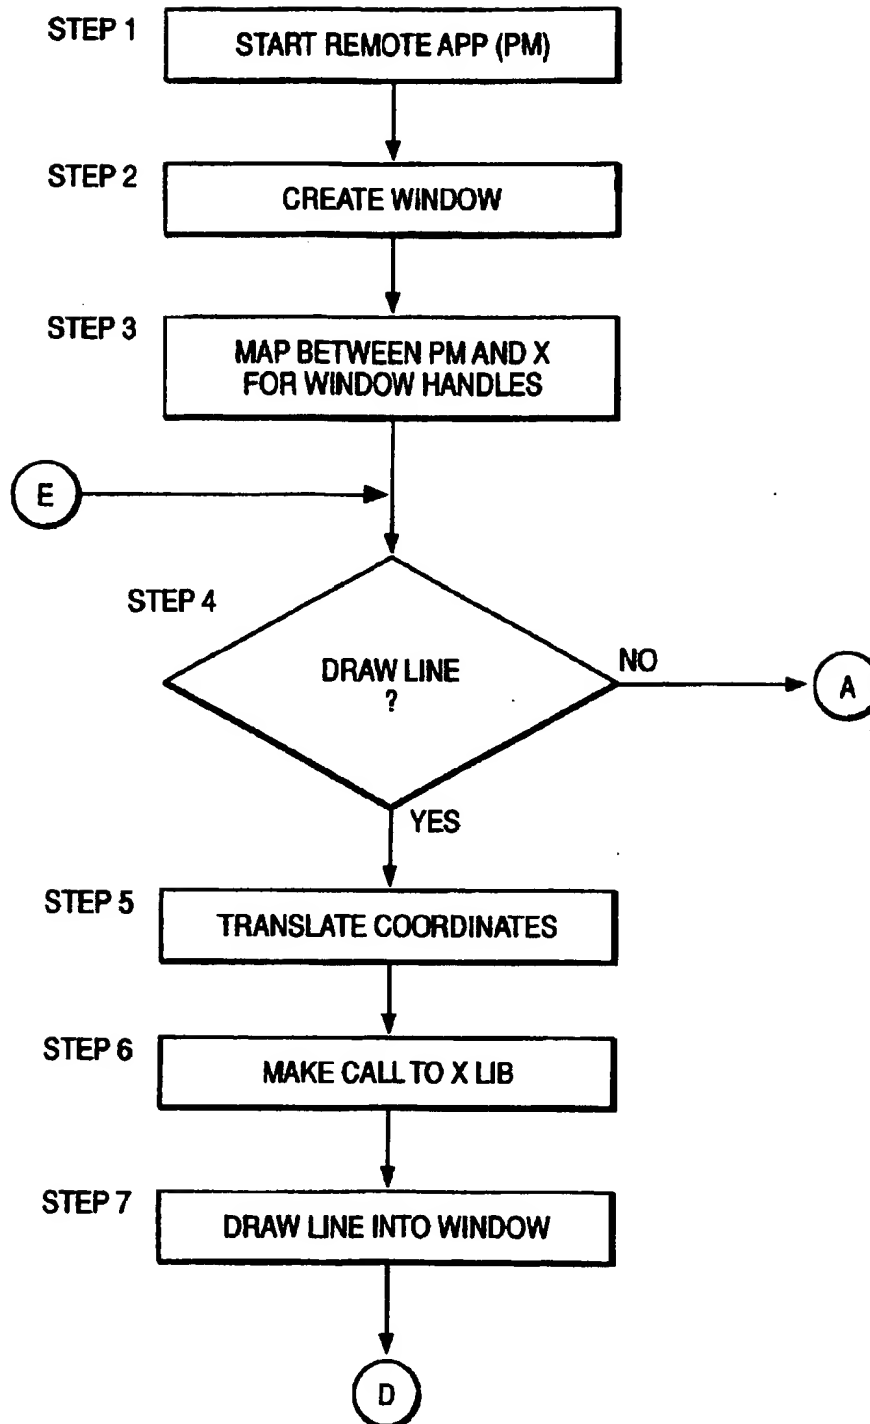 STEP 1
START REMOTE APP (PM)
STEP 2
CREATE WINDOW
STEP 3
MAP BETWEEN PM AND X
FOR WINDOW HANDLES
E
STEP 4
DRAW LINE
?
NO
A
YES
STEP 5
TRANSLATE COORDINATES
STEP 6
MAKE CALL TO X LIB
STEP 7
DRAW LINE INTO WINDOW
D